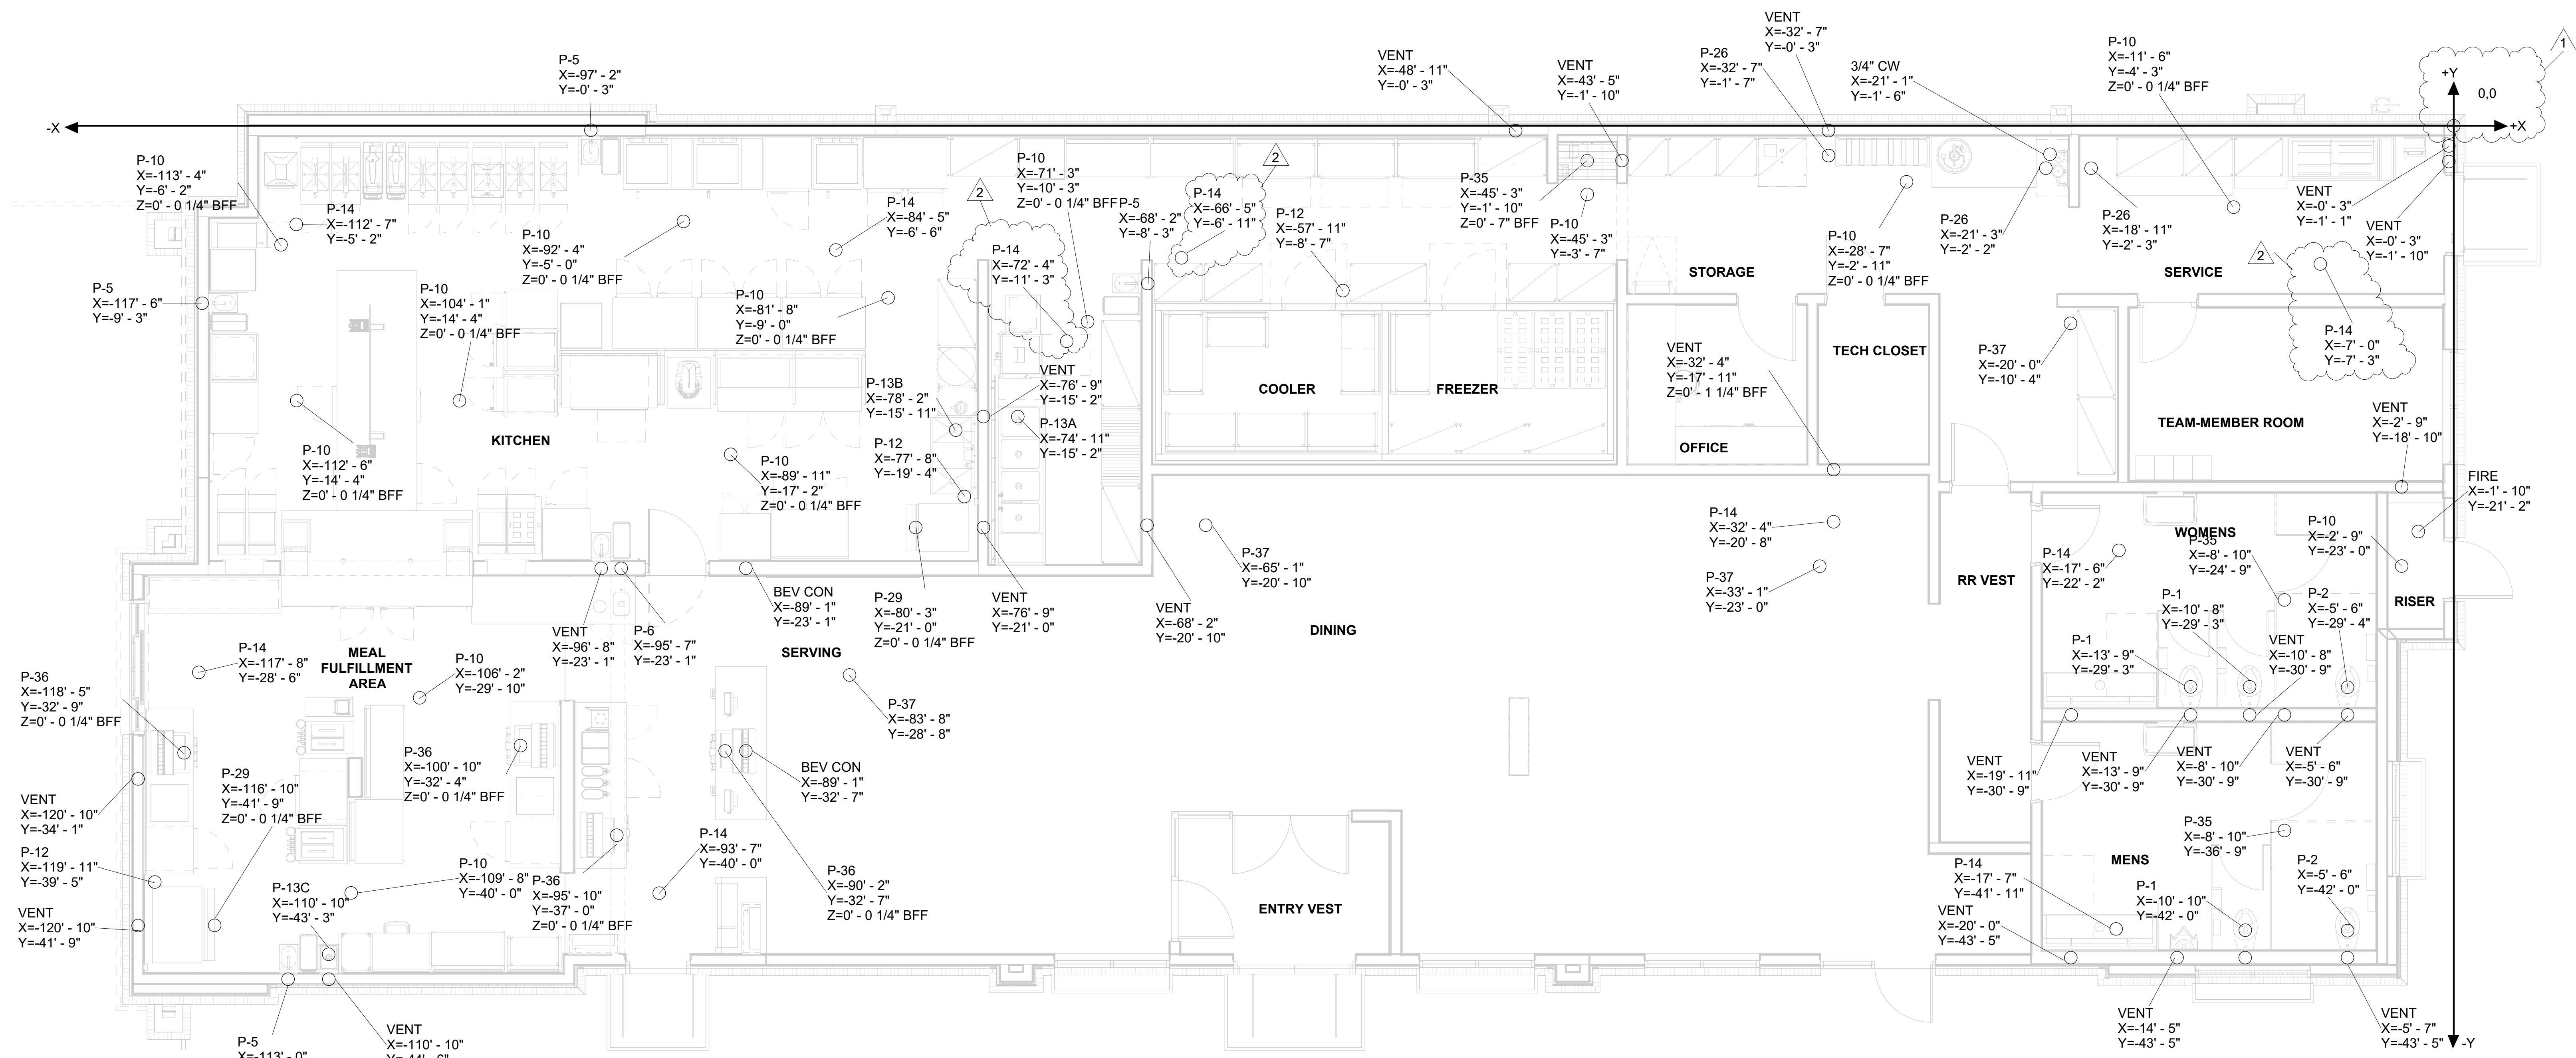 VENT
X=-32' - 7"
Y=-0' - 3"
P-5
X=-97' - 2"
Y=-0' - 3"
VENT
X=-48' - 11"
Y=-0' - 3"
VENT
X=-43' - 5"
Y=-1' - 10"
P-26
X=-32' - 7"
Y=-1' - 7"
3/4" CW
X=-21' - 1"
Y=-1' - 6"
P-10
X=-11' - 6"
Y=-4' - 3"
Z=0' - 0 1/4" BFF
1
+Y
0,0
-X
+X
P-10
X=-113' - 4"
Y=-6' - 2"
Z=0' - 0 1/4" BFF
P-14
X=-112' - 7"
Y=-5' - 2"
P-10
X=-92' - 4"
Y=-5' - 0"
Z=0' - 0 1/4" BFF
P-14
X=-84' - 5"
Y=-6' - 6"
2
P-10
X=-71' - 3"
Y=-10' - 3"
Z=0' - 0 1/4" BFF
P-14
X=-72' - 4"
Y=-11' - 3"
P-5
X=-68' - 2"
Y=-8' - 3"
2
P-14
X=-66' - 5"
Y=-6' - 11"
P-12
X=-57' - 11"
Y=-8' - 7"
P-35
X=-45' - 3"
Y=-1' - 10"
Z=0' - 7" BFF
P-10
X=-45' - 3"
Y=-3' - 7"
STORAGE
P-10
X=-28' - 7"
Y=-2' - 11"
Z=0' - 0 1/4" BFF
P-26
X=-21' - 3"
Y=-2' - 2"
P-26
X=-18' - 11"
Y=-2' - 3"
SERVICE
VENT
X=-0' - 3"
Y=-1' - 1"
VENT
X=-0' - 3"
Y=-1' - 10"
2
P-14
X=-7' - 0"
Y=-7' - 3"
P-5
X=-117' - 6"
Y=-9' - 3"
P-10
X=-104' - 1"
Y=-14' - 4"
Z=0' - 0 1/4" BFF
P-10
X=-81' - 8"
Y=-9' - 0"
Z=0' - 0 1/4" BFF
P-13B
X=-78' - 2"
Y=-15' - 11"
VENT
X=-76' - 9"
Y=-15' - 2"
P-13A
X=-74' - 11"
Y=-15' - 2"
COOLER
FREEZER
VENT
X=-32' - 4"
Y=-17' - 11"
Z=0' - 1 1/4" BFF
OFFICE
TECH CLOSET
P-37
X=-20' - 0"
Y=-10' - 4"
TEAM-MEMBER ROOM
VENT
X=-2' - 9"
Y=-18' - 10"
KITCHEN
P-10
X=-112' - 6"
Y=-14' - 4"
Z=0' - 0 1/4" BFF
P-10
X=-89' - 11"
Y=-17' - 2"
Z=0' - 0 1/4" BFF
P-12
X=-77' - 8"
Y=-19' - 4"
FIRE
X=-1' - 10"
Y=-21' - 2"
P-37
X=-65' - 1"
Y=-20' - 10"
P-14
X=-32' - 4"
Y=-20' - 8"
P-37
X=-33' - 1"
Y=-23' - 0"
RR VEST
P-14
X=-17' - 6"
Y=-22' - 2"
WOMENS
P-35
X=-8' - 10"
Y=-24' - 9"
P-10
X=-2' - 9"
Y=-23' - 0"
RISER
VENT
X=-96' - 8"
Y=-23' - 1"
P-6
X=-95' - 7"
Y=-23' - 1"
BEV CON
X=-89' - 1"
Y=-23' - 1"
P-29
X=-80' - 3"
Y=-21' - 0"
Z=0' - 0 1/4" BFF
VENT
X=-76' - 9"
Y=-21' - 0"
VENT
X=-68' - 2"
Y=-20' - 10"
DINING
SERVING
P-1
X=-13' - 9"
Y=-29' - 3"
P-1
X=-10' - 8"
Y=-29' - 3"
P-2
X=-5' - 6"
Y=-29' - 4"
VENT
X=-10' - 8"
Y=-30' - 9"
P-14
X=-117' - 8"
Y=-28' - 6"
MEAL
FULFILLMENT
AREA
P-10
X=-106' - 2"
Y=-29' - 10"
P-36
X=-118' - 5"
Y=-32' - 9"
Z=0' - 0 1/4" BFF
P-37
X=-83' - 8"
Y=-28' - 8"
P-36
X=-100' - 10"
Y=-32' - 4"
Z=0' - 0 1/4" BFF
BEV CON
X=-89' - 1"
Y=-32' - 7"
VENT
X=-19' - 11"
Y=-30' - 9"
VENT
X=-13' - 9"
Y=-30' - 9"
VENT
X=-8' - 10"
Y=-30' - 9"
VENT
X=-5' - 6"
Y=-30' - 9"
P-29
X=-116' - 10"
Y=-41' - 9"
Z=0' - 0 1/4" BFF
VENT
X=-120' - 10"
Y=-34' - 1"
P-12
X=-119' - 11"
Y=-39' - 5"
P-14
X=-93' - 7"
Y=-40' - 0"
P-36
X=-90' - 2"
Y=-32' - 7"
Z=0' - 0 1/4" BFF
P-35
X=-8' - 10"
Y=-36' - 9"
MENS
P-14
X=-17' - 7"
Y=-41' - 11"
P-1
X=-10' - 10"
Y=-42' - 0"
P-2
X=-5' - 6"
Y=-42' - 0"
P-13C
X=-110' - 10"
Y=-43' - 3"
P-10
X=-109' - 8"
Y=-40' - 0"
P-36
X=-95' - 10"
Y=-37' - 0"
Z=0' - 0 1/4" BFF
ENTRY VEST
VENT
X=-120' - 10"
Y=-41' - 9"
VENT
X=-20' - 0"
Y=-43' - 5"
VENT
X=-14' - 5"
Y=-43' - 5"
VENT
X=-5' - 7"
Y=-43' - 5"
-Y
P-5
X=-113' - 0"
VENT
X=-110' - 10"
Y=-44' - 6"